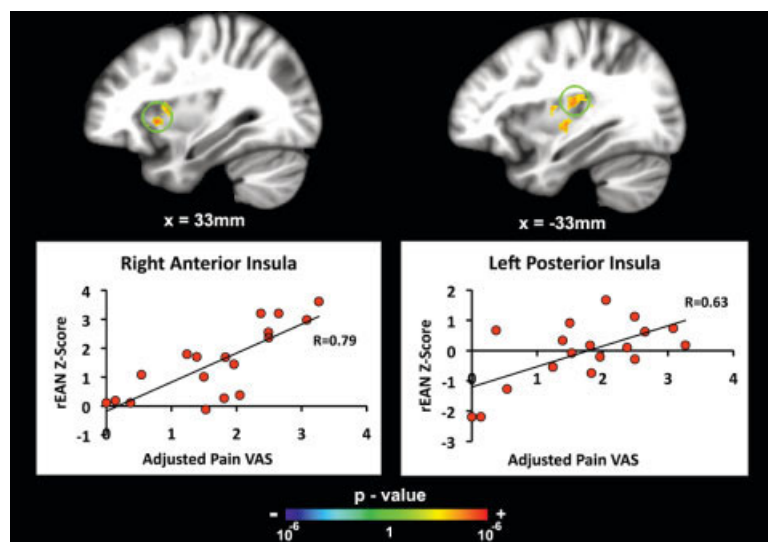 x = 33mm
x = -33mm
Right Anterior Insula
4
3
2
1
0
-1
rEAN Z-Score
R=0.79
0
1
2
3
4
Adjusted Pain VAS
Left Posterior Insula
2
1
0
-1
-2
-3
rEAN Z-Score
R=0.63
0
1
2
3
4
Adjusted Pain VAS
p - value
- +
10⁻⁶ 1 10⁻⁶